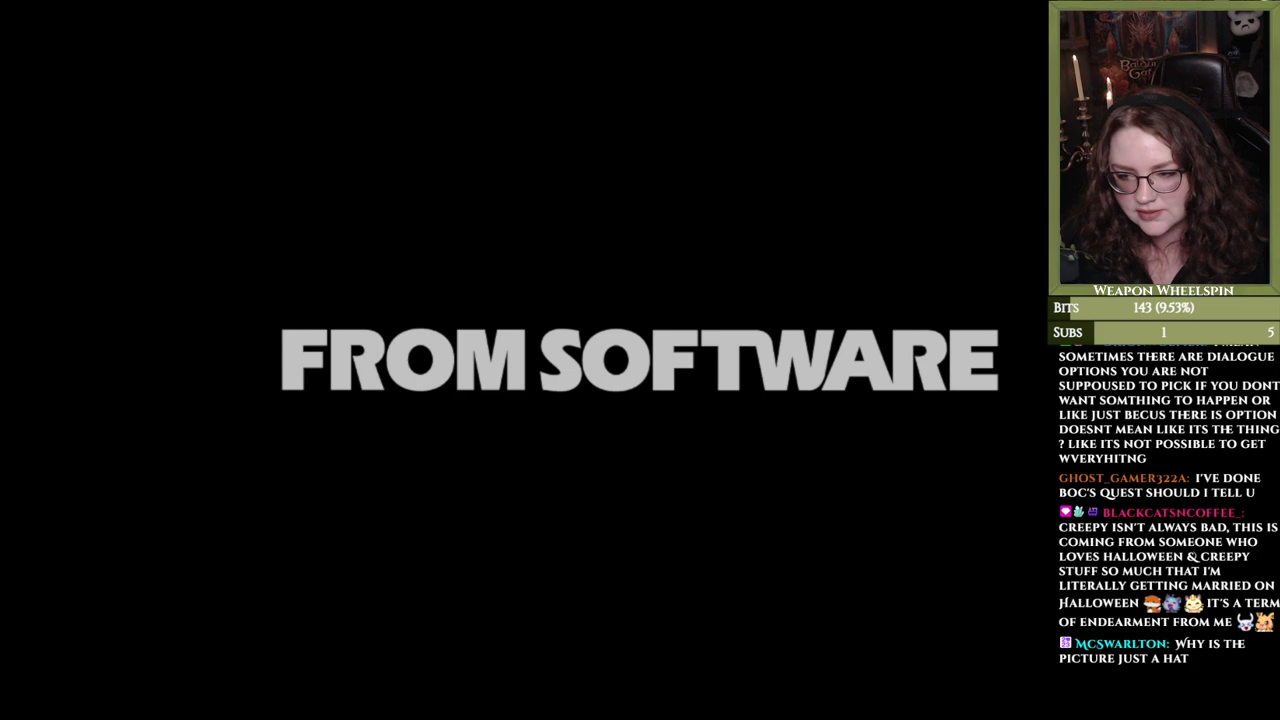 FROM SOFTWARE
WEAPON WHEELSPIN
BITS 143 (9.53%)
SUBS 1 5
SOMETIMES THERE ARE DIALOGUE
OPTIONS YOU ARE NOT
SUPPOUSED TO PICK IF YOU DONT
WANT SOMTHING TO HAPPEN OR
LIKE JUST BECUS THERE IS OPTION
DOESNT MEAN LIKE ITS THE THING
? LIKE ITS NOT POSSIBLE TO GET
WVERYHITNG
GHOST_GAMER322A: I'VE DONE
BOC'S QUEST SHOULD I TELL U
BLACKCATSNCOFFEE_:
CREEPY ISN'T ALWAYS BAD, THIS IS
COMING FROM SOMEONE WHO
LOVES HALLOWEEN & CREEPY
STUFF SO MUCH THAT I'M
LITERALLY GETTING MARRIED ON
HALLOWEEN IT'S A TERM
OF ENDEARMENT FROM ME
MCSWARLTON: WHY IS THE
PICTURE JUST A HAT